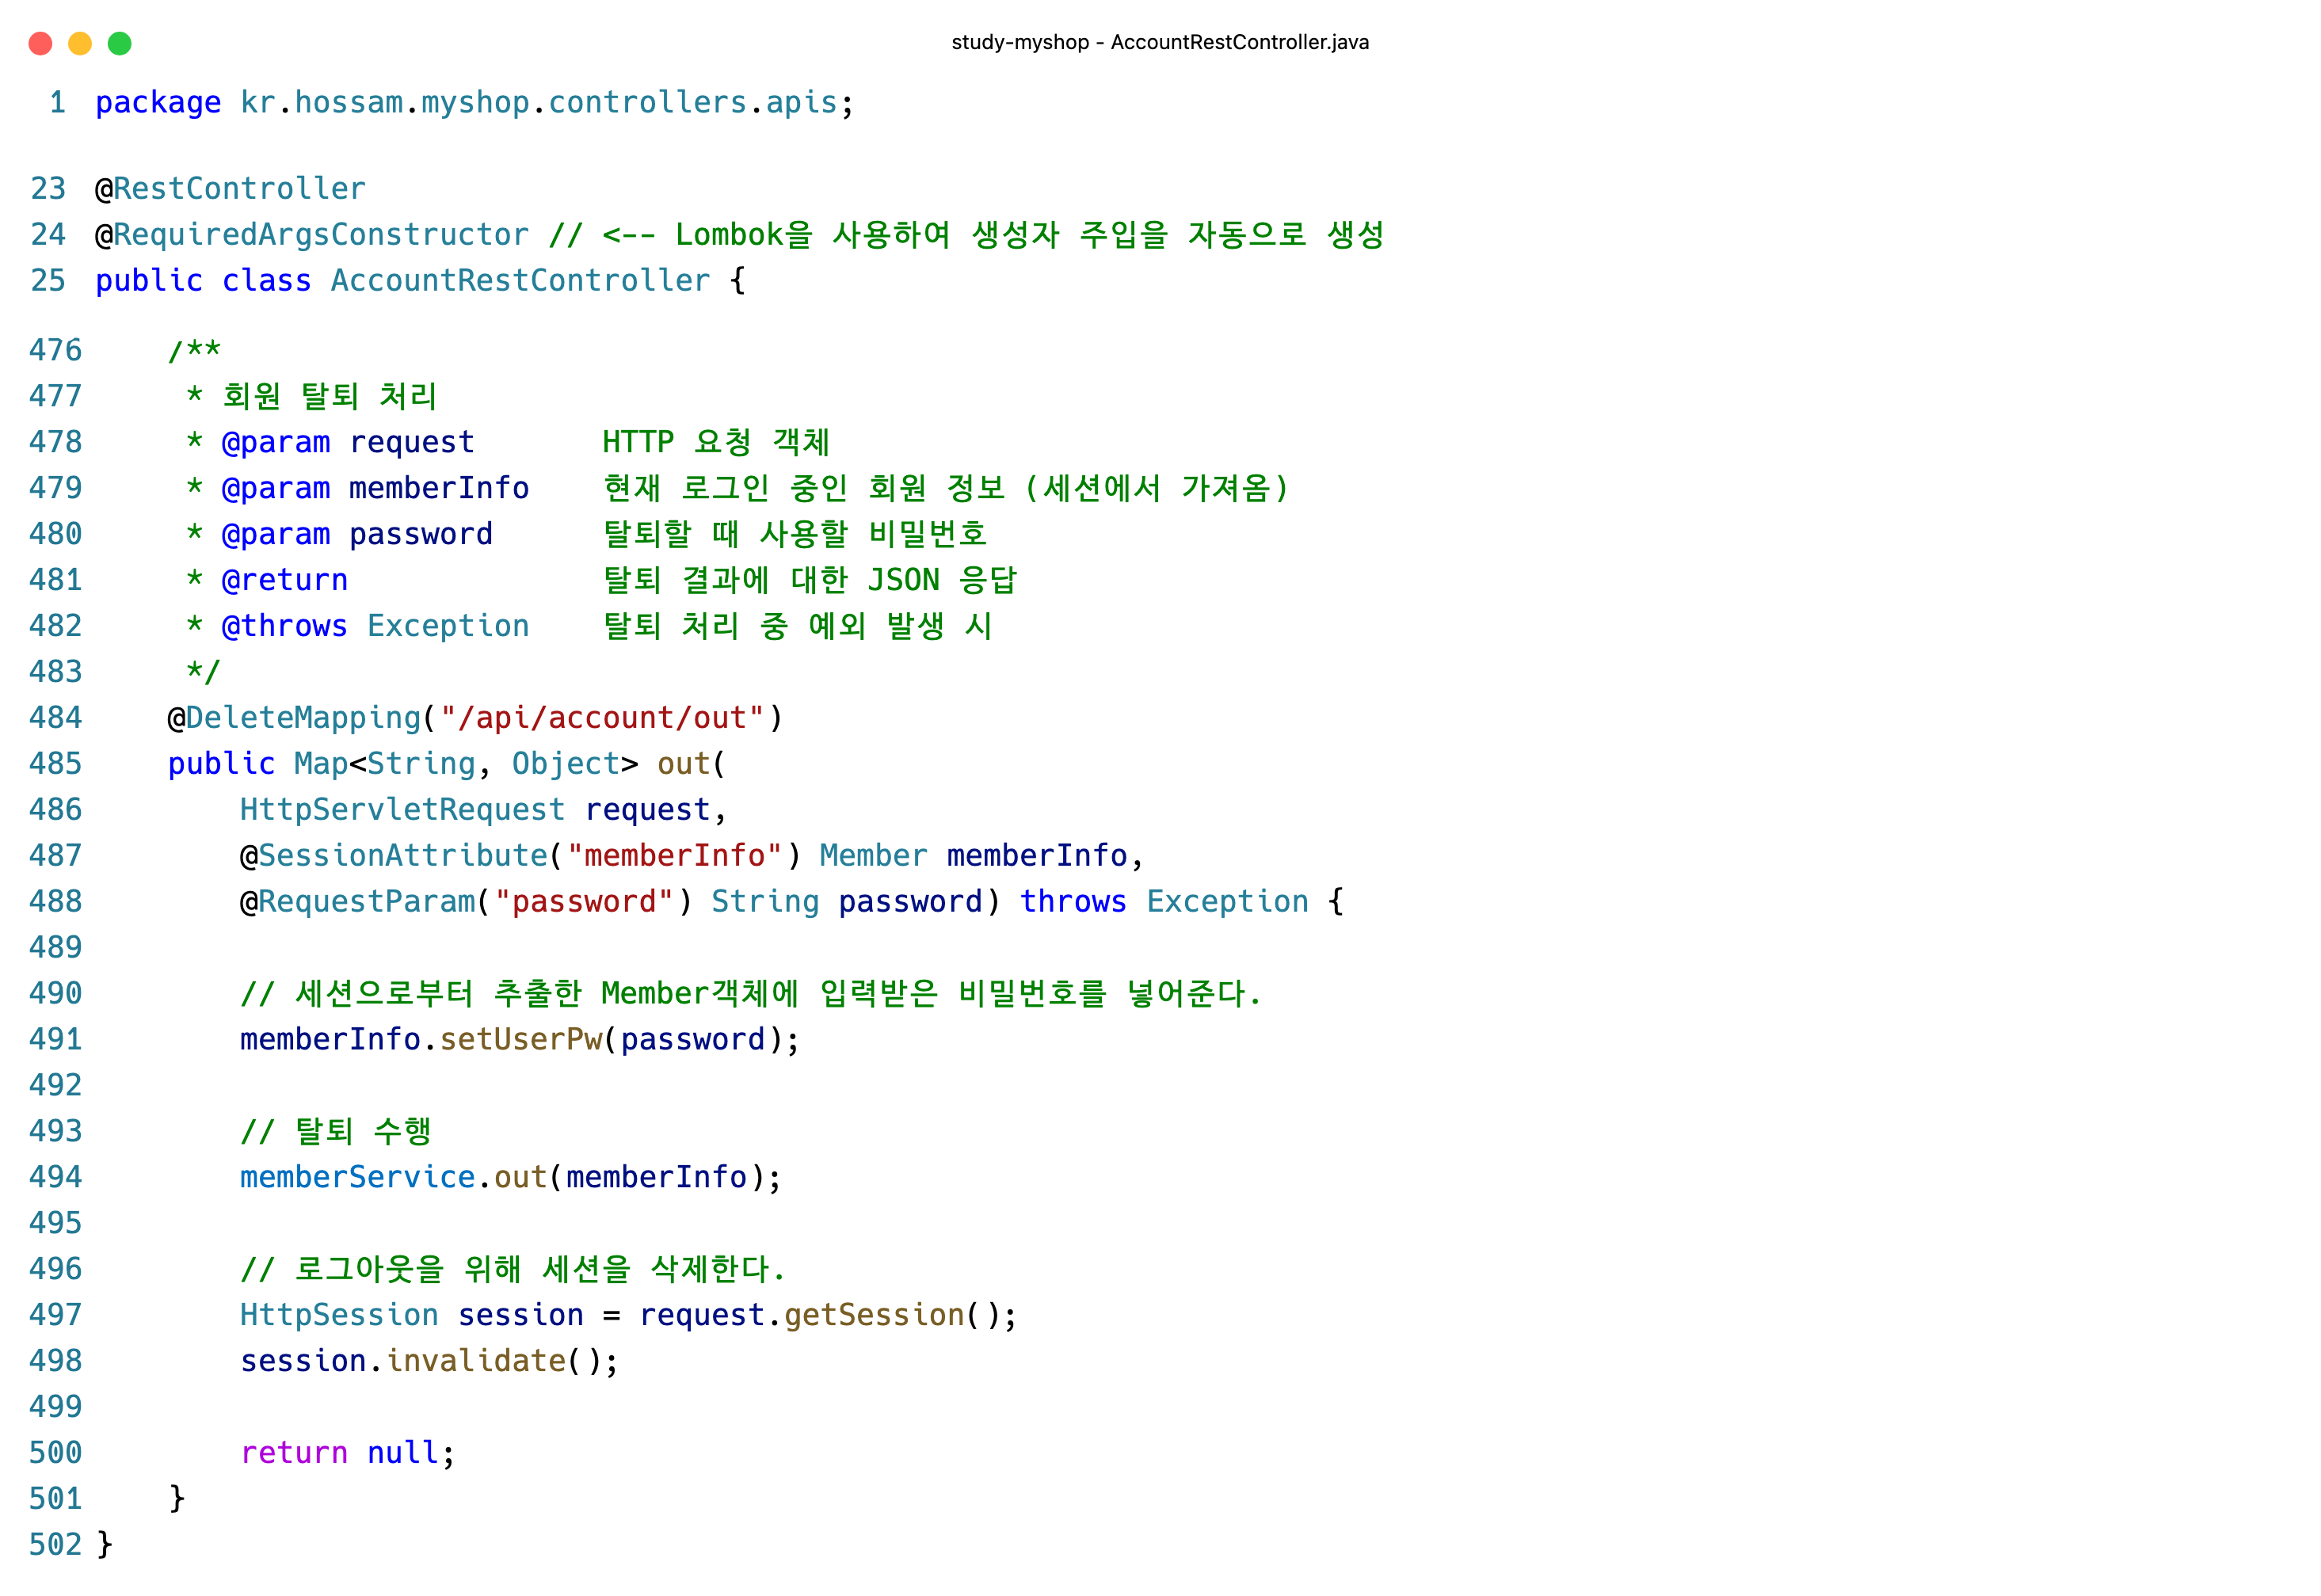 study-myshop - AccountRestController.java
1 package kr.hossam.myshop.controllers.apis;
23 @RestController
24 @RequiredArgsConstructor // <-- Lombok을 사용하여 생성자 주입을 자동으로 생성
25 public class AccountRestController {
476     /**
477      * 회원 탈퇴 처리
478      * @param request       HTTP 요청 객체
479      * @param memberInfo    현재 로그인 중인 회원 정보 (세션에서 가져옴)
480      * @param password      탈퇴할 때 사용할 비밀번호
481      * @return              탈퇴 결과에 대한 JSON 응답
482      * @throws Exception    탈퇴 처리 중 예외 발생 시
483      */
484     @DeleteMapping("/api/account/out")
485     public Map<String, Object> out(
486         HttpServletRequest request,
487         @SessionAttribute("memberInfo") Member memberInfo,
488         @RequestParam("password") String password) throws Exception {
489
490         // 세션으로부터 추출한 Member객체에 입력받은 비밀번호를 넣어준다.
491         memberInfo.setUserPw(password);
492
493         // 탈퇴 수행
494         memberService.out(memberInfo);
495
496         // 로그아웃을 위해 세션을 삭제한다.
497         HttpSession session = request.getSession();
498         session.invalidate();
499
500         return null;
501     }
502 }